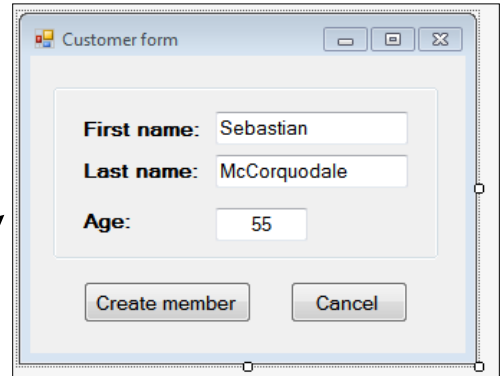 Customer form
First name: Sebastian
Last name: McCorquodale
Age: 55
Create member Cancel